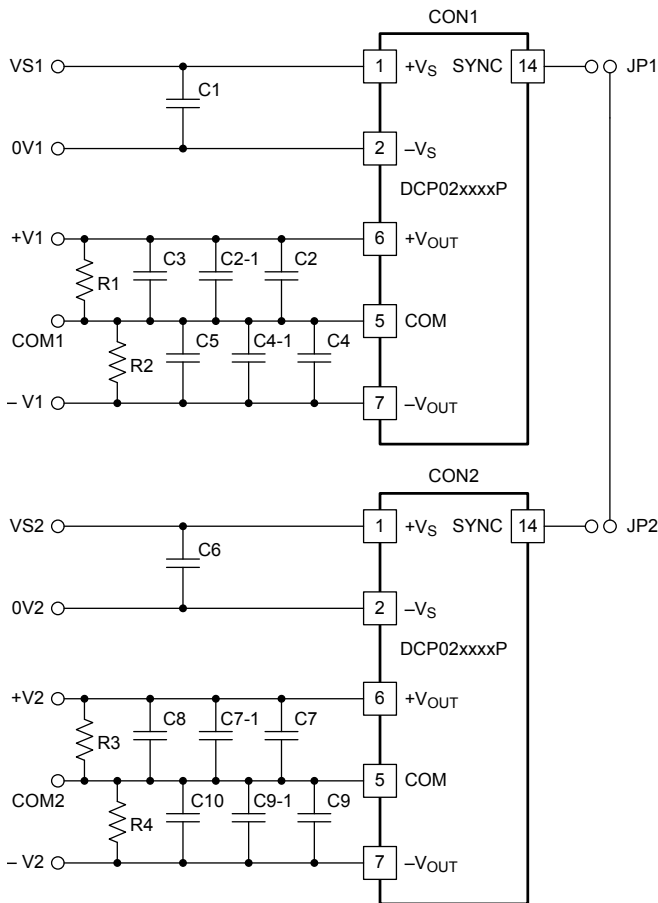 CON1
VS1
1
+VS
SYNC
14
JP1
C1
0V1
2
–VS
DCP02xxxxP
+V1
6
+VOUT
C3
C2-1
C2
R1
COM1
5
COM
R2
C5
C4-1
C4
– V1
7
–VOUT
CON2
VS2
1
+VS
SYNC
14
JP2
C6
0V2
2
–VS
DCP02xxxxP
+V2
6
+VOUT
C8
C7-1
C7
R3
COM2
5
COM
R4
C10
C9-1
C9
– V2
7
–VOUT